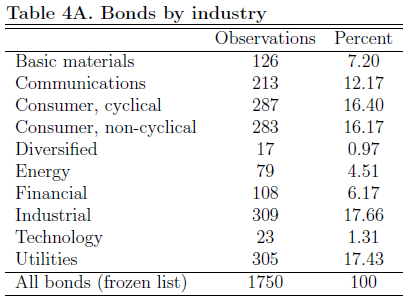 Table 4A. Bonds by industry
Observations Percent
Basic materials 126 7.20
Communications 213 12.17
Consumer, cyclical 287 16.40
Consumer, non-cyclical 283 16.17
Diversified 17 0.97
Energy 79 4.51
Financial 108 6.17
Industrial 309 17.66
Technology 23 1.31
Utilities 305 17.43
All bonds (frozen list) 1750 100